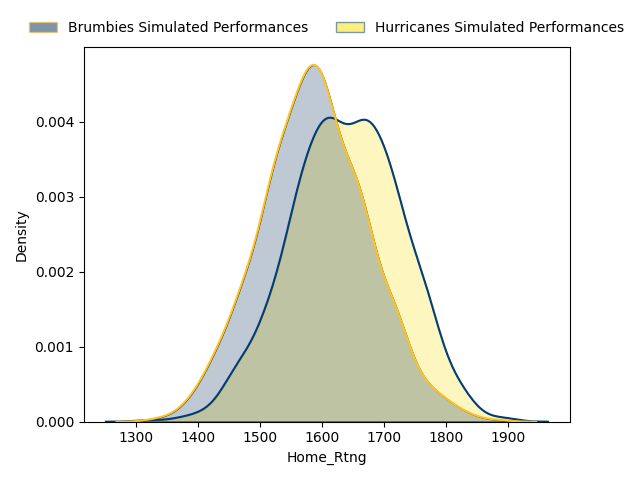 Brumbies Simulated Performances Hurricanes Simulated Performances
Density
0.004
0.003
0.002
0.001
0.000
1300 1400 1500 1600 1700 1800 1900
Home_Rtng